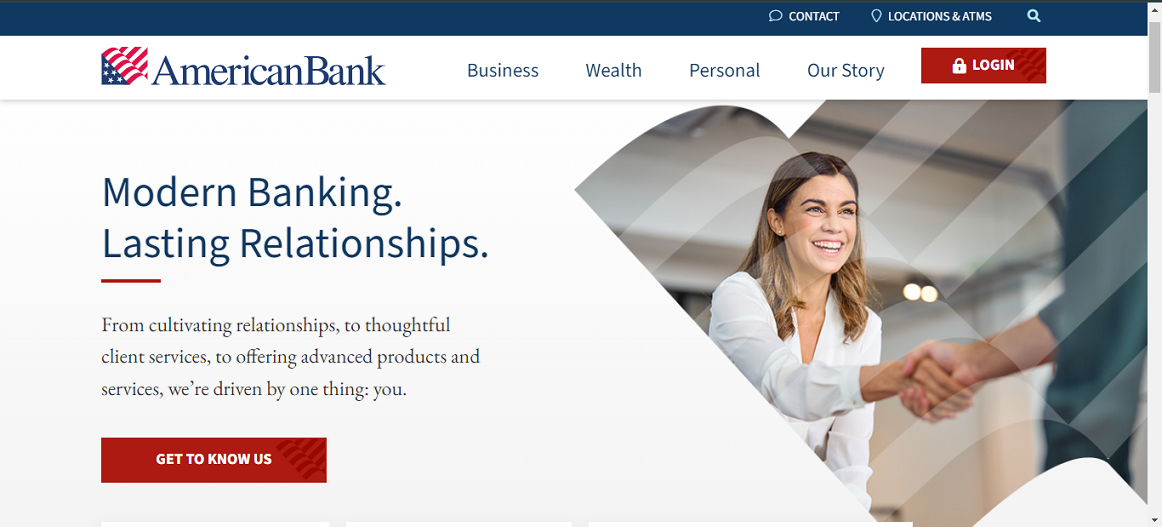 CONTACT
LOCATIONS & ATMS
AmericanBank
Business
Wealth
Personal
Our Story
LOGIN
Modern Banking.
Lasting Relationships.
From cultivating relationships, to thoughtful
client services, to offering advanced products and
services, we’re driven by one thing: you.
GET TO KNOW US